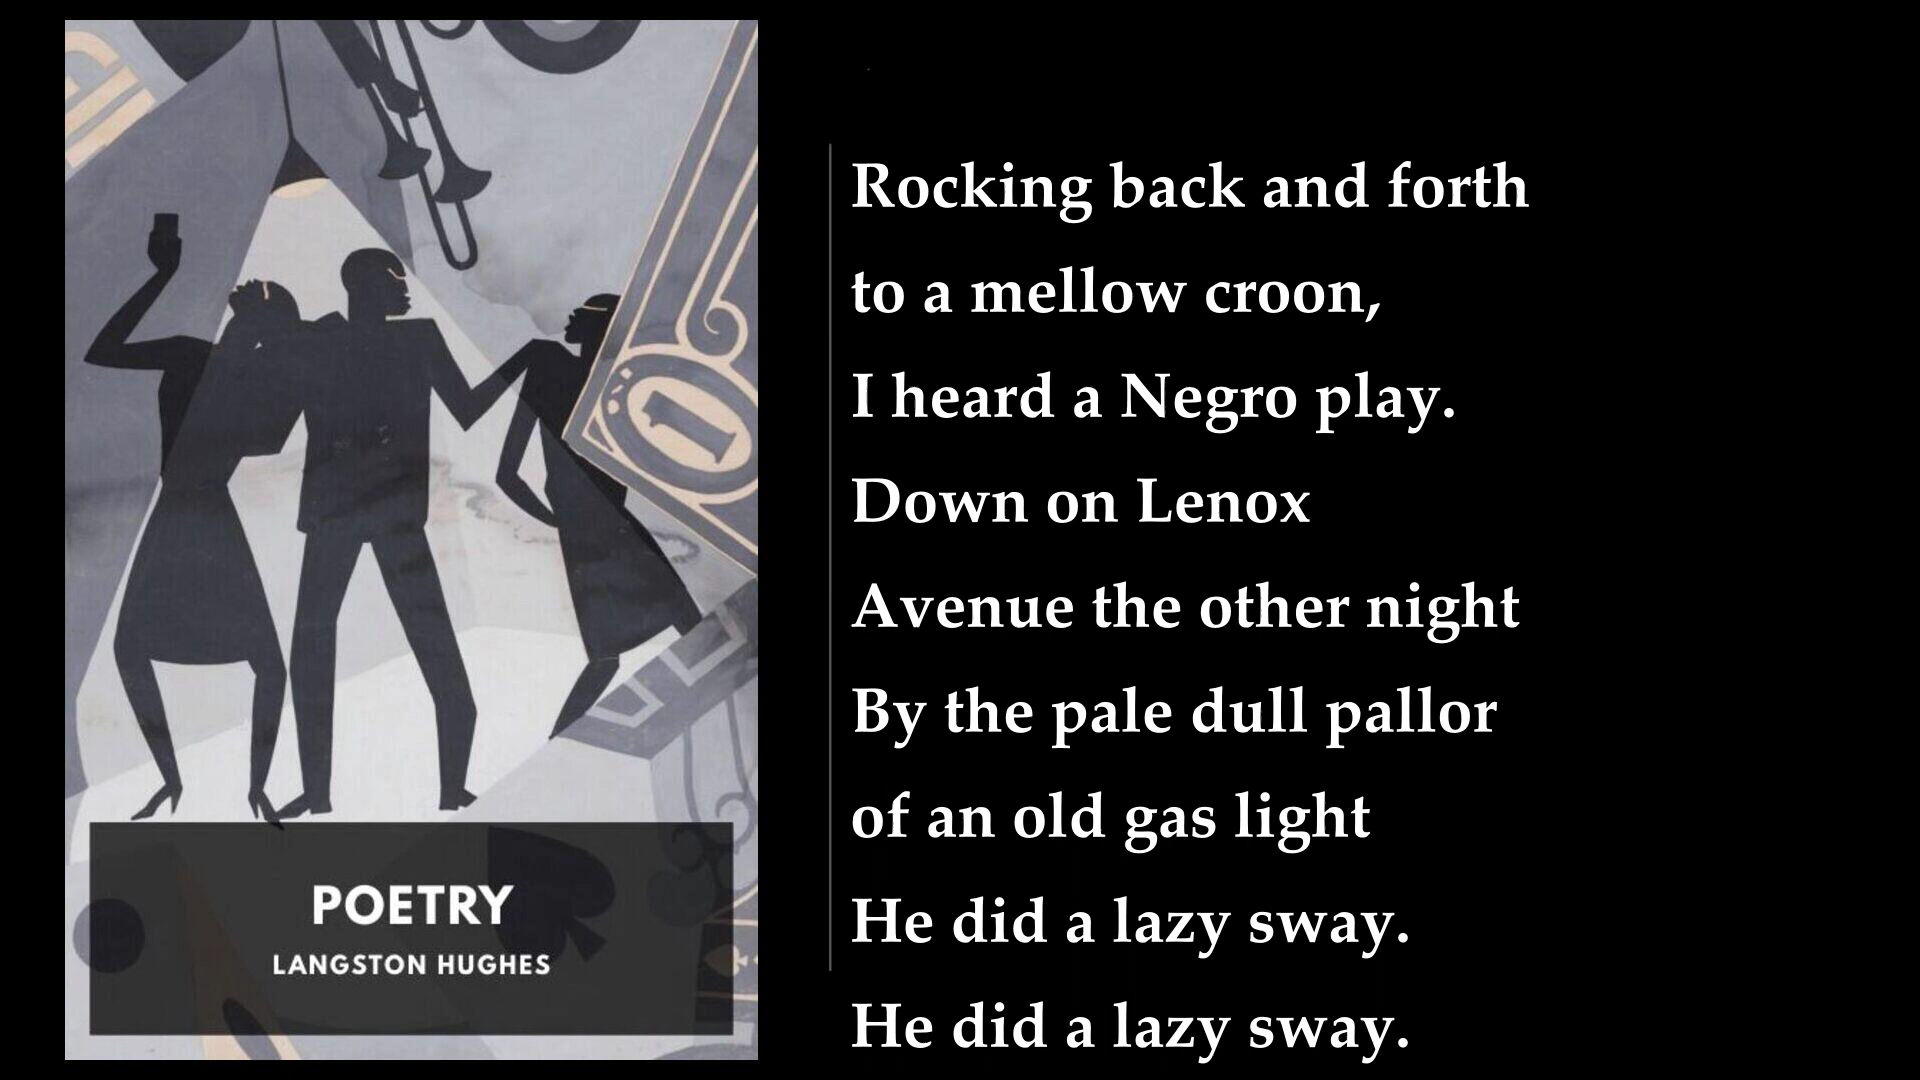 POETRY
LANGSTON HUGHES
Rocking back and forth
to a mellow croon,
I heard a Negro play.
Down on Lenox
Avenue the other night
By the pale dull pallor
of an old gas light
He did a lazy sway.
He did a lazy sway.